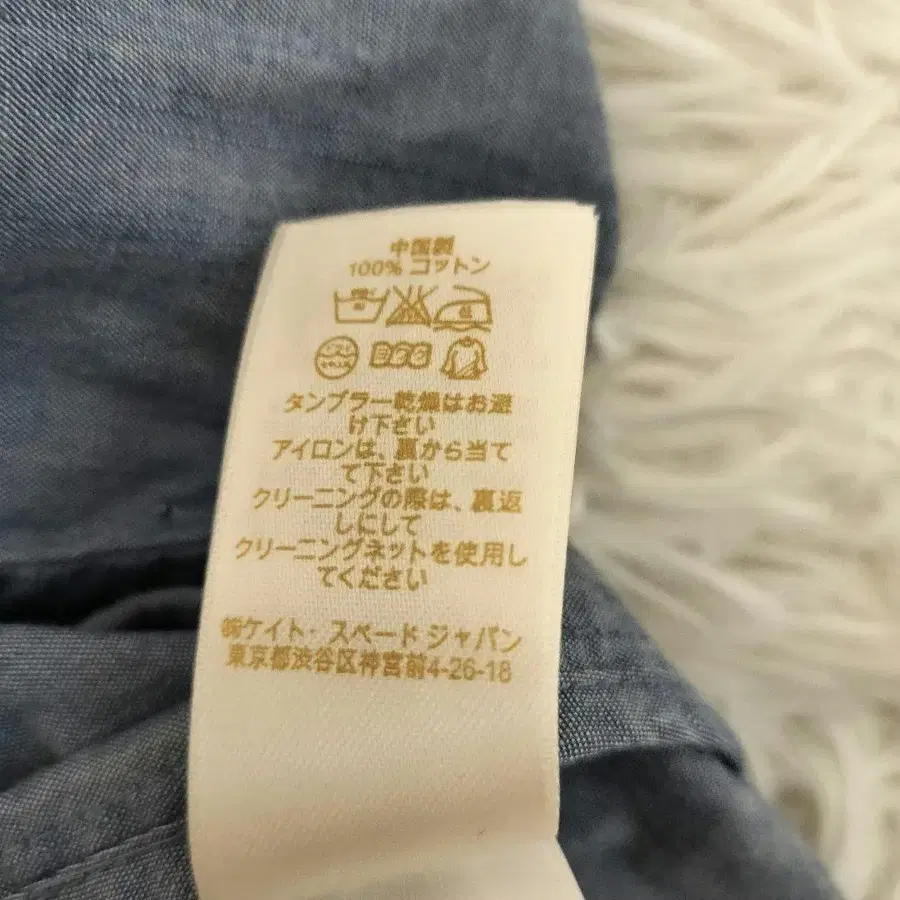 中国製
100% コットン
タンブラー乾燥はお避
け下さい
アイロンは、裏から当て
て下さい
クリーニングの際は、裏返
しにして
クリーニングネットを使用し
てください
㈱ケイト・スペード ジャパン
東京都渋谷区神宮前4-26-18